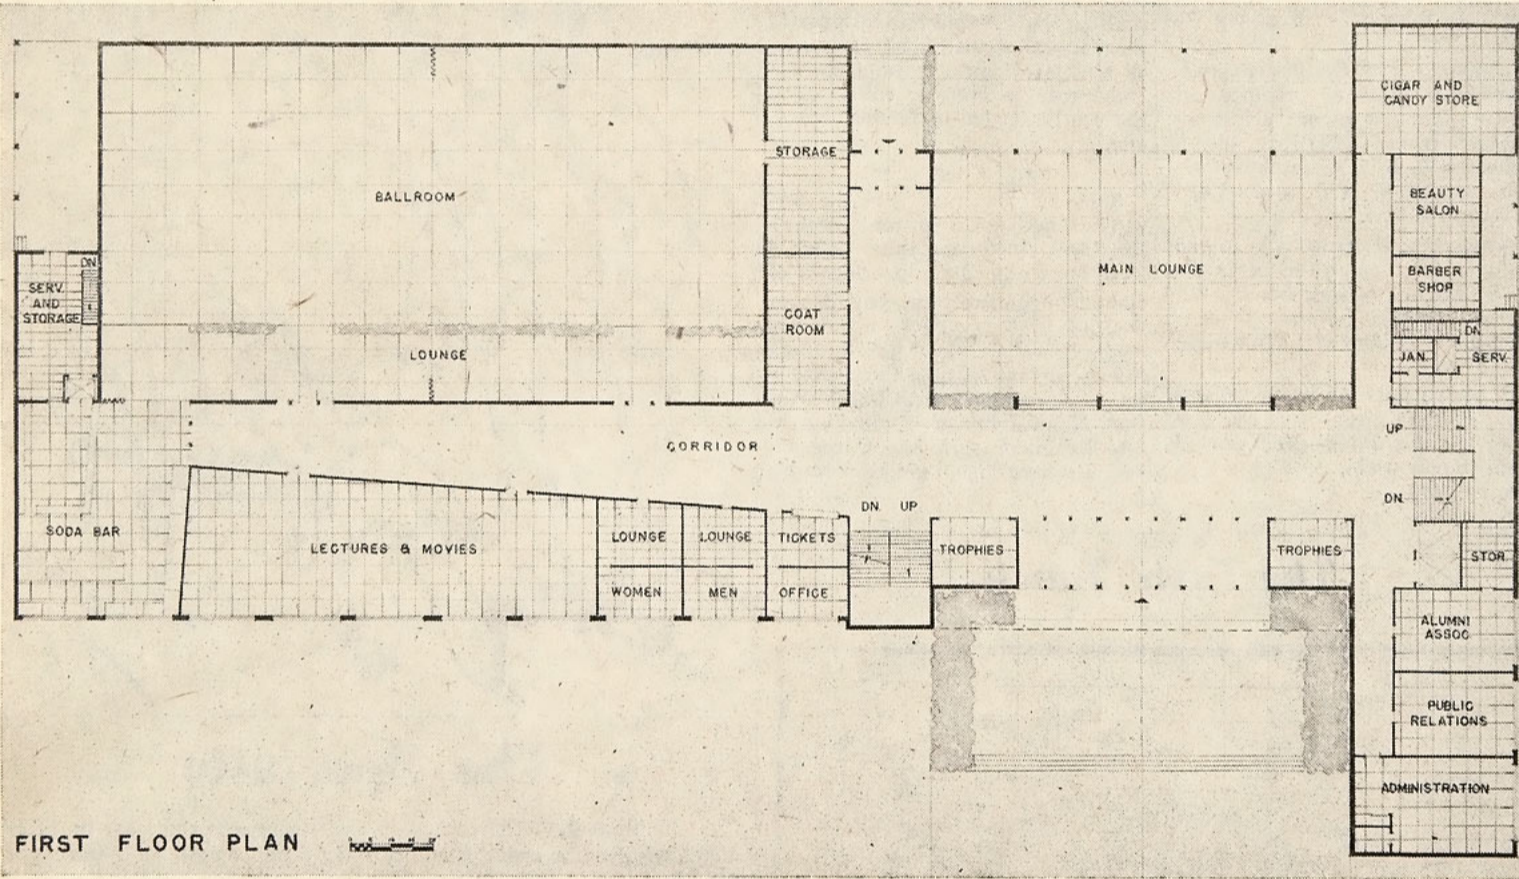 CIGAR AND
CANDY STORE
STORAGE
BALLROOM
BEAUTY
SALON
MAIN LOUNGE
DN.
BARBER
SHOP
SERV.
AND
STORAGE
COAT
ROOM
DN.
LOUNGE
JAN.
SERV.
UP
CORRIDOR
DN.
DN. UP
SODA BAR
LECTURES & MOVIES
LOUNGE
LOUNGE
TICKETS
TROPHIES
TROPHIES
STOR.
WOMEN
MEN
OFFICE
ALUMNI
ASSOC.
PUBLIC
RELATIONS
ADMINISTRATION
FIRST FLOOR PLAN